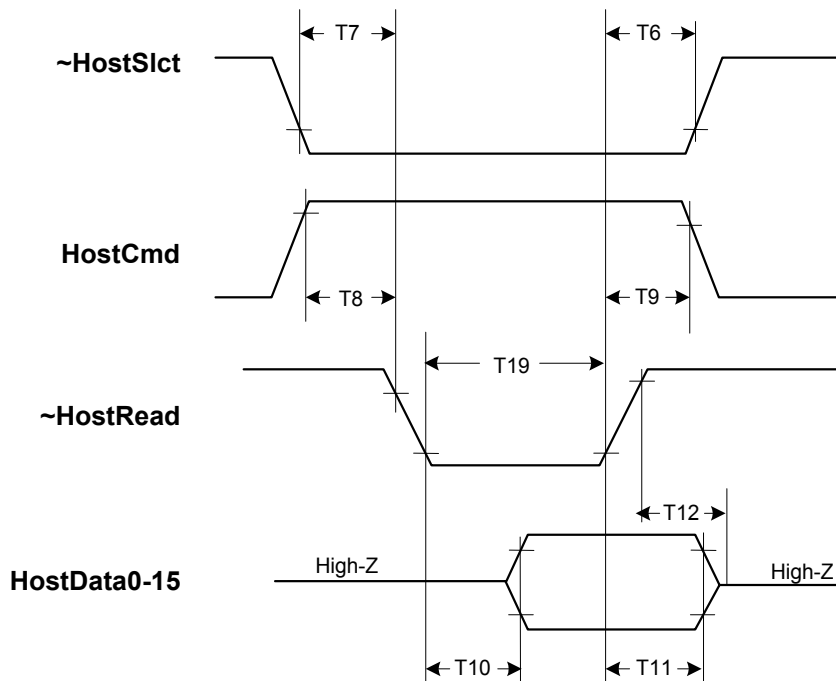 T7
T6
~HostSlct
HostCmd
T8
T9
T19
~HostRead
T12
High-Z
High-Z
HostData0-15
T10
T11